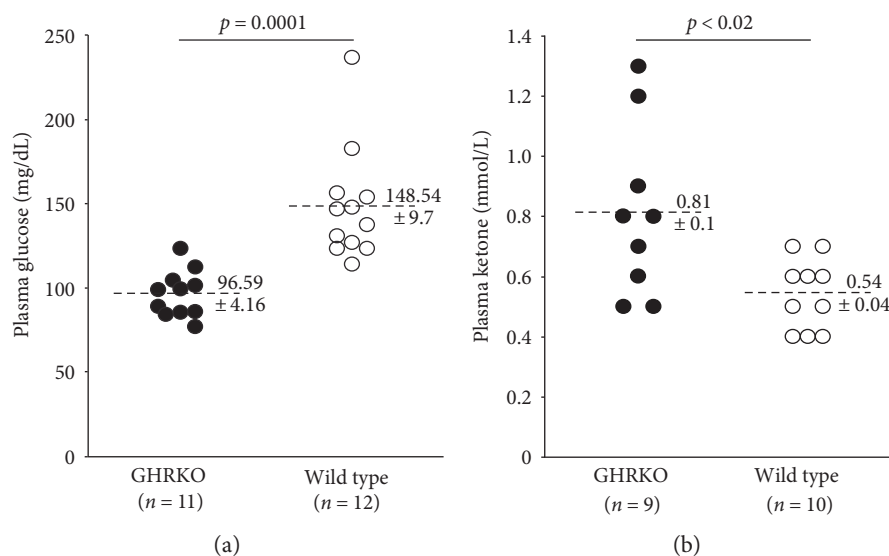 p = 0.0001
250
200
150
100
50
0
Plasma glucose (mg/dL)
148.54
± 9.7
96.59
± 4.16
GHRKO
(n = 11)
Wild type
(n = 12)
(a)
p < 0.02
1.4
1.2
1.0
0.8
0.6
0.4
0.2
0
Plasma ketone (mmol/L)
0.81
± 0.1
0.54
± 0.04
GHRKO
(n = 9)
Wild type
(n = 10)
(b)